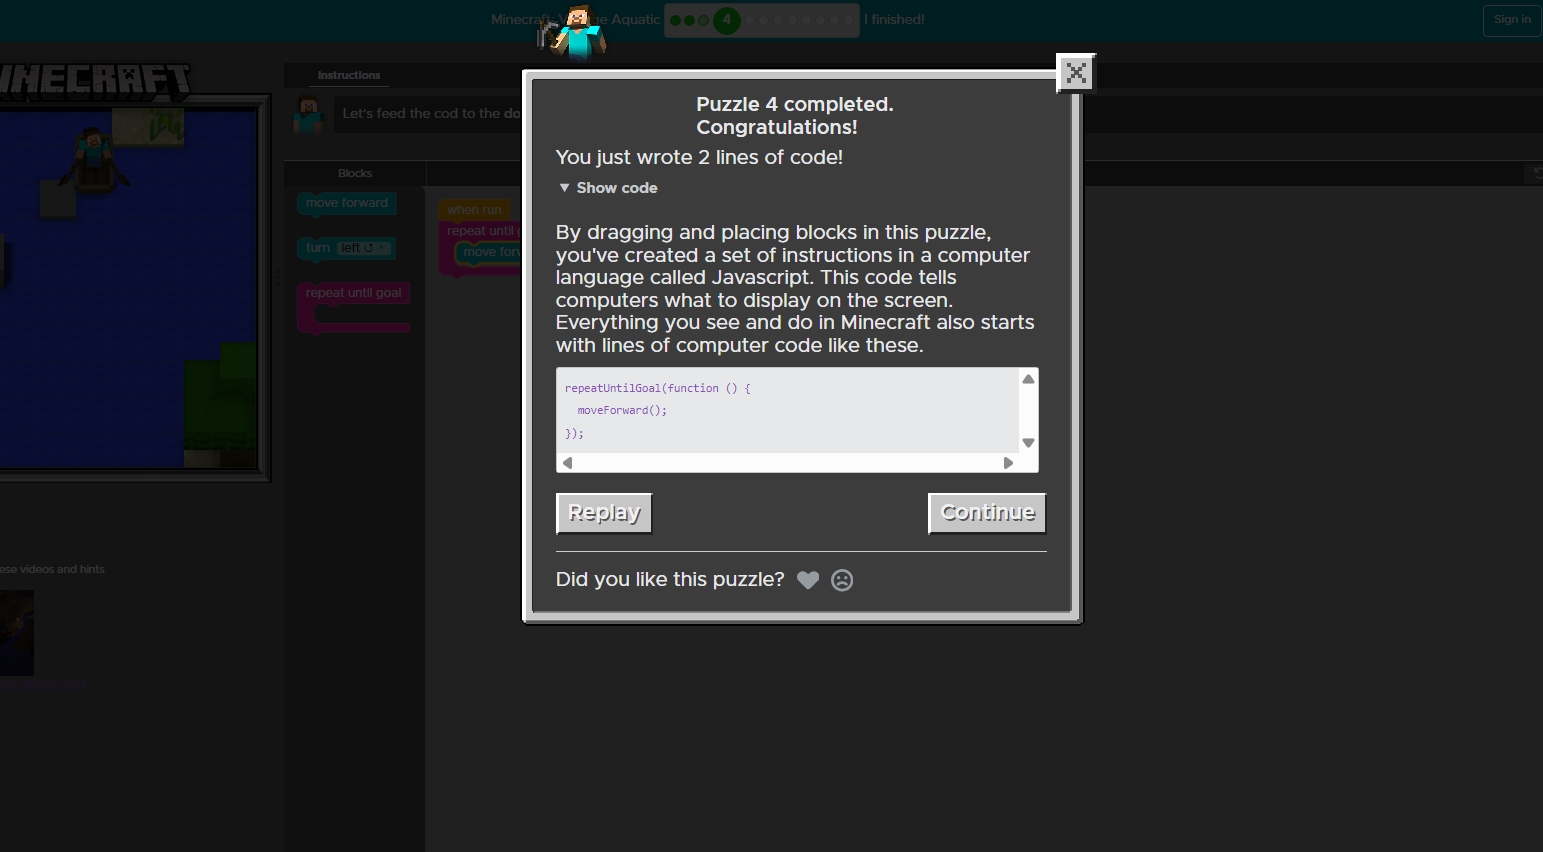 Minecraft: V ge Aquatic 4 I finished!
Sign in
MINECRAFT
Instructions
Let's feed the cod to the do
Blocks
move forward
turn left
repeat until goal
when run
repeat until g
move forw
Puzzle 4 completed.
Congratulations!
You just wrote 2 lines of code!
▼ Show code
By dragging and placing blocks in this puzzle,
you've created a set of instructions in a computer
language called Javascript. This code tells
computers what to display on the screen.
Everything you see and do in Minecraft also starts
with lines of computer code like these.
repeatUntilGoal(function () {
moveForward();
});
Replay
Continue
Did you like this puzzle?
ese videos and hints